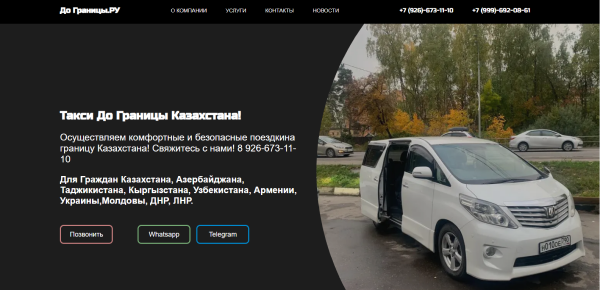 До Границы.РУ
О КОМПАНИИ УСЛУГИ КОНТАКТЫ НОВОСТИ
+7 (926)-673-11-10 +7 (999)-692-08-61
Такси До Границы Казахстана!
Осуществляем комфортные и безопасные поездкина
границу Казахстана! Свяжитесь с нами! 8 926-673-11-
10
Для Граждан Казахстана, Азербайджана,
Таджикистана, Кыргызстана, Узбекистана, Армении,
Украины,Молдовы, ДНР, ЛНР.
Позвонить Whatsapp Telegram